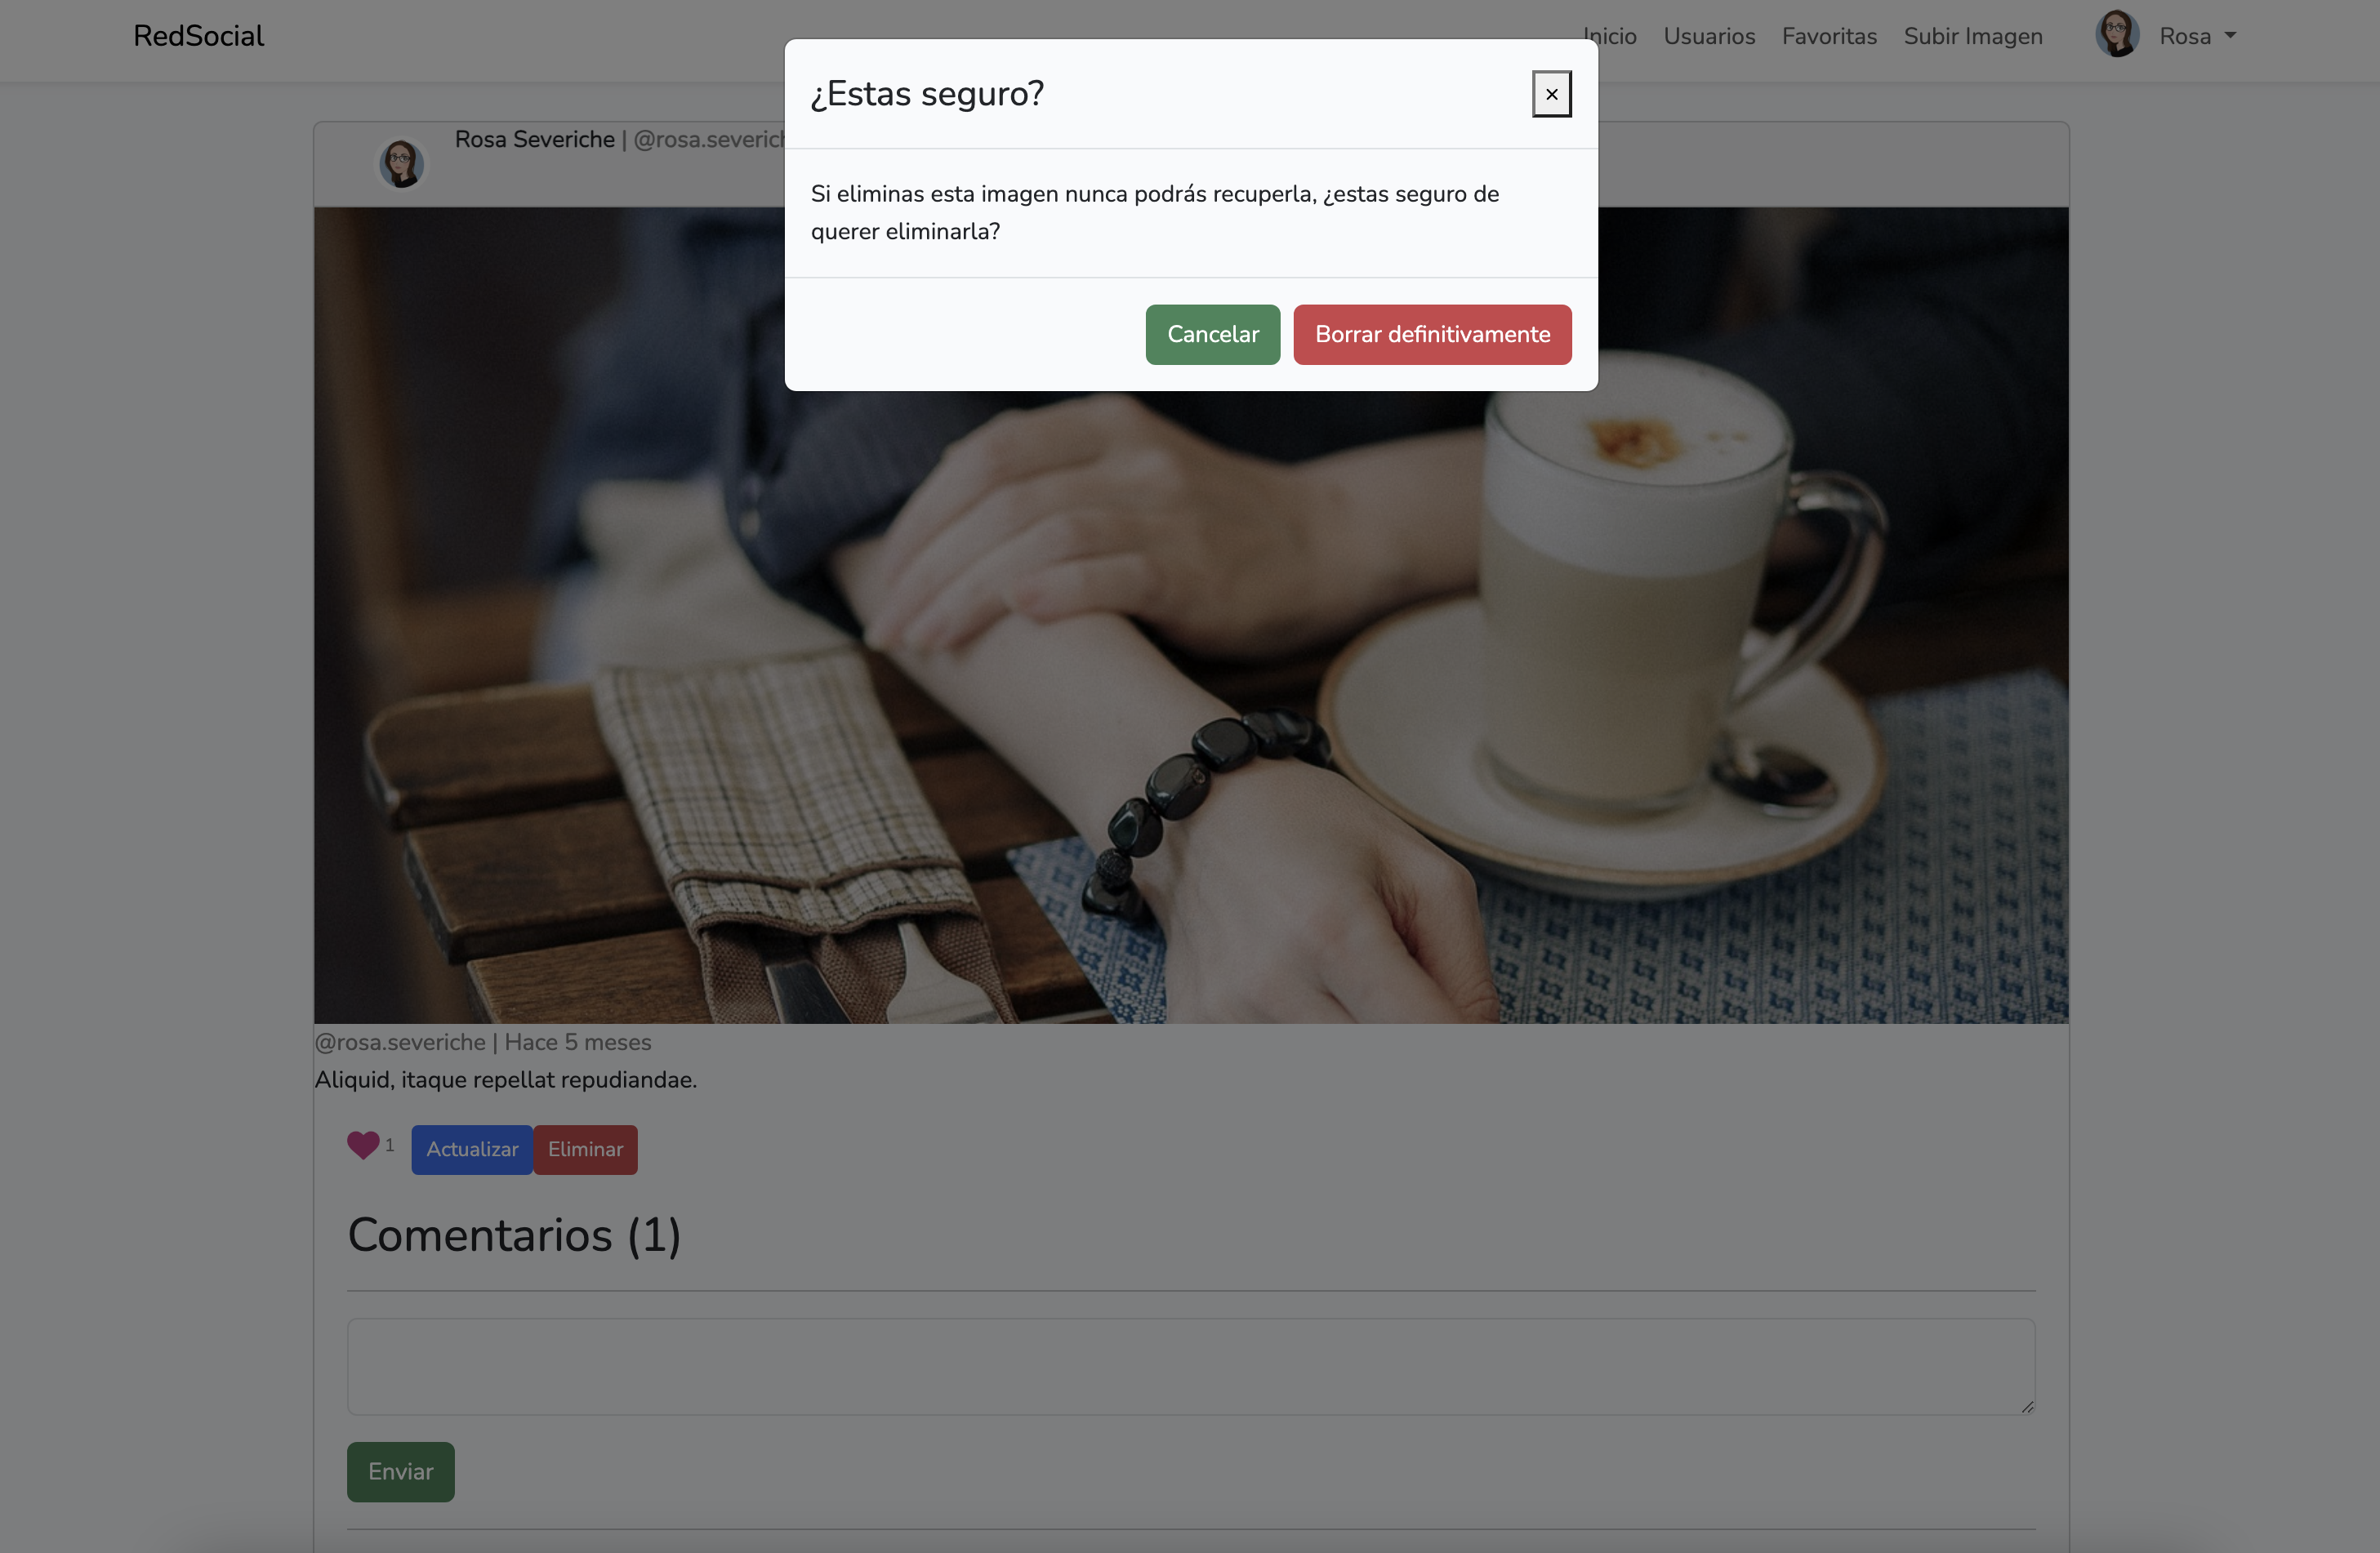 RedSocial
Inicio Usuarios Favoritas Subir Imagen Rosa
¿Estas seguro?
×
Rosa Severiche | @rosa.severich
Si eliminas esta imagen nunca podrás recuperla, ¿estas seguro de
querer eliminarla?
Cancelar Borrar definitivamente
@rosa.severiche | Hace 5 meses
Aliquid, itaque repellat repudiandae.
1 Actualizar Eliminar
Comentarios (1)
Enviar